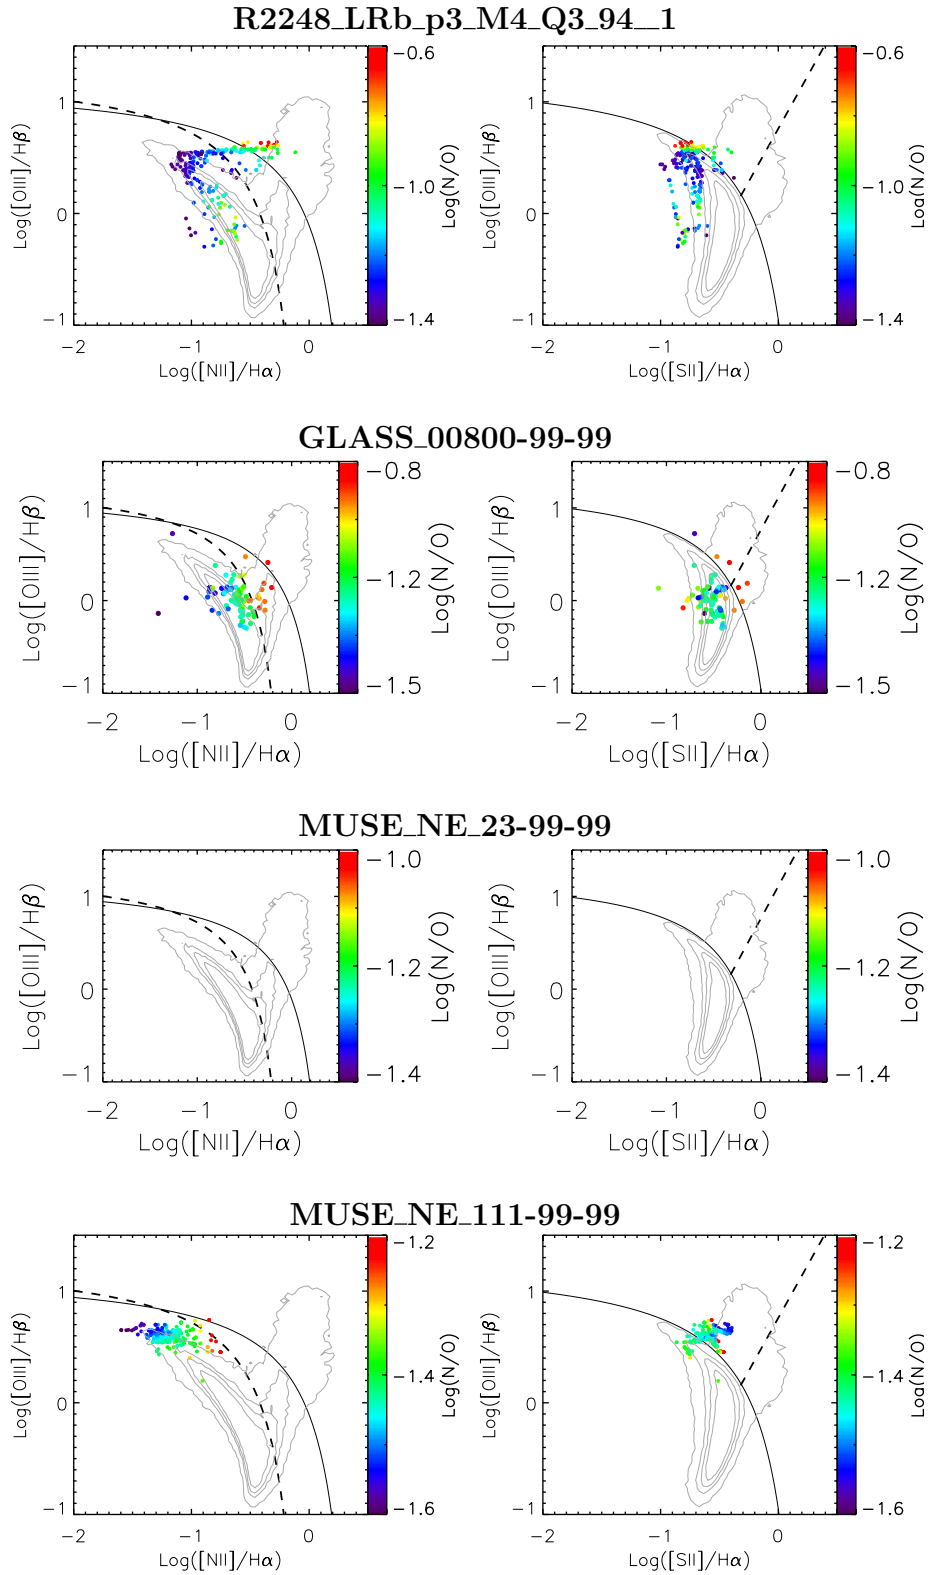 R2248_LRb_p3_M4_Q3_94__1
1
0
−1
−2
−1
0
Log([OIII]/Hβ)
Log([NII]/Hα)
−0.6
−1.0
−1.4
Log(N/O)
1
0
−1
−2
−1
0
Log([OIII]/Hβ)
Log([SII]/Hα)
−0.6
−1.0
−1.4
Log(N/O)
GLASS_00800-99-99
1
0
−1
−2
−1
0
Log([OIII]/Hβ)
Log([NII]/Hα)
−0.8
−1.2
−1.5
Log(N/O)
1
0
−1
−2
−1
0
Log([OIII]/Hβ)
Log([SII]/Hα)
−0.8
−1.2
−1.5
Log(N/O)
MUSE_NE_23-99-99
1
0
−1
−2
−1
0
Log([OIII]/Hβ)
Log([NII]/Hα)
−1.0
−1.2
−1.4
Log(N/O)
1
0
−1
−2
−1
0
Log([OIII]/Hβ)
Log([SII]/Hα)
−1.0
−1.2
−1.4
Log(N/O)
MUSE_NE_111-99-99
1
0
−1
−2
−1
0
Log([OIII]/Hβ)
Log([NII]/Hα)
−1.2
−1.4
−1.6
Log(N/O)
1
0
−1
−2
−1
0
Log([OIII]/Hβ)
Log([SII]/Hα)
−1.2
−1.4
−1.6
Log(N/O)